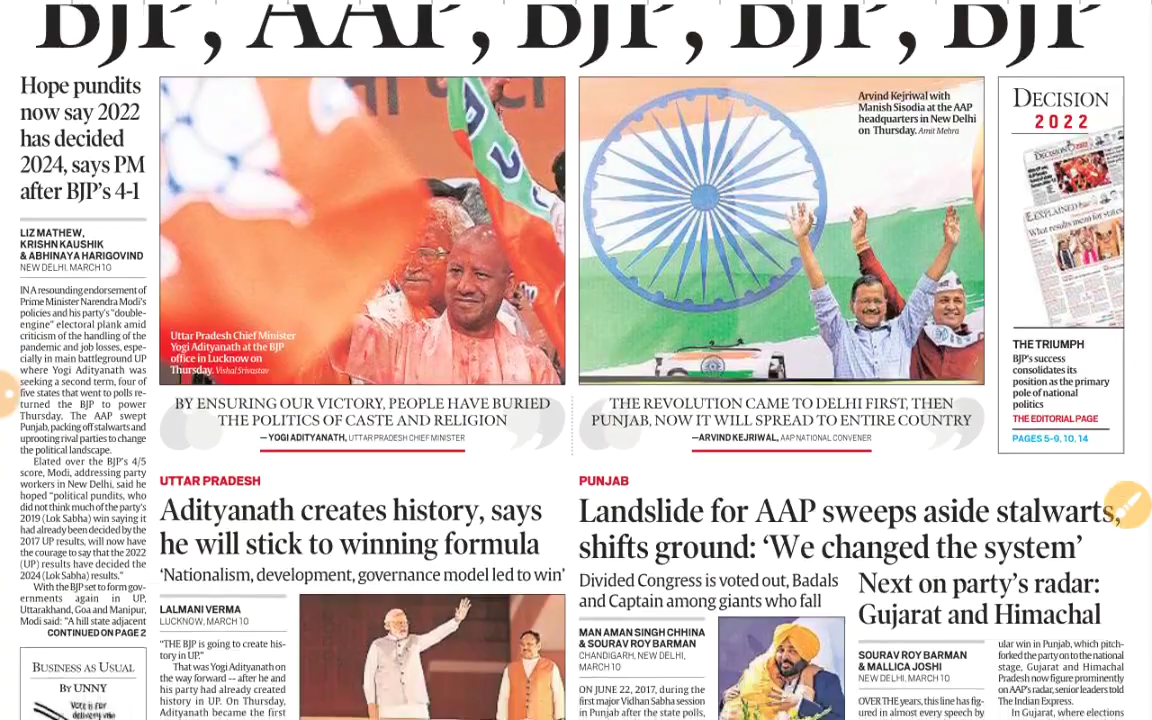 BJP, AAP, BJP, BJP, BJP
Hope pundits
now say 2022
has decided
2024, says PM
after BJP's 4-1
LIZ MATHEW,
KRISHN KAUSHIK
& ABHINAYA HARIGOVIND
NEW DELHI, MARCH 10
IN A resounding endorsement of
Prime Minister Narendra Modi's
policies and his party's "double-
engine" electoral plank amid
criticism of the handling of the
pandemic and job losses, espe-
cially in main battleground UP
where Yogi Adityanath was
seeking a second term, four of
five states that went to polls re-
turned the BJP to power
Thursday. The AAP swept
Punjab, packing off stalwarts and
uprooting rival parties to change
the political landscape.
Elated over the BJP's 4/5
score, Modi, addressing party
workers in New Delhi, said he
hoped "political pundits, who
did not think much of the party's
2019 (Lok Sabha) win saying it
had already been decided by the
2017 UP results, will now have
the courage to say that the 2022
(UP) results have decided the
2024 (Lok Sabha) results."
With the BJP set to form gov-
ernments again in UP,
Uttarakhand, Goa and Manipur,
Modi said: "A hill state adjacent
CONTINUED ON PAGE 2
BUSINESS AS USUAL
BY UNNY
Vote is for
delivery via
Uttar Pradesh Chief Minister
Yogi Adityanath at the BJP
office in Lucknow on
Thursday. Vishal Srivastav
BY ENSURING OUR VICTORY, PEOPLE HAVE BURIED
THE POLITICS OF CASTE AND RELIGION
— YOGI ADITYANATH, UTTAR PRADESH CHIEF MINISTER
Arvind Kejriwal with
Manish Sisodia at the AAP
headquarters in New Delhi
on Thursday. Amit Mehra
THE REVOLUTION CAME TO DELHI FIRST, THEN
PUNJAB, NOW IT WILL SPREAD TO ENTIRE COUNTRY
—ARVIND KEJRIWAL, AAP NATIONAL CONVENER
DECISION
2022
DECISION 2022
EXPLAINED
What results mean for states
THE TRIUMPH
BJP's success
consolidates its
position as the primary
pole of national
politics
THE EDITORIAL PAGE
PAGES 5-9, 10, 14
UTTAR PRADESH
Adityanath creates history, says
he will stick to winning formula
'Nationalism, development, governance model led to win'
LALMANI VERMA
LUCKNOW, MARCH 10
"THE BJP is going to create his-
tory in UP."
That was Yogi Adityanath on
the way forward -- after he and
his party had already created
history in UP. On Thursday,
Adityanath became the first
PUNJAB
Landslide for AAP sweeps aside stalwarts,
shifts ground: 'We changed the system'
Divided Congress is voted out, Badals
and Captain among giants who fall
MAN AMAN SINGH CHHINA
& SOURAV ROY BARMAN
CHANDIGARH, NEW DELHI,
MARCH 10
ON JUNE 22, 2017, during the
first major Vidhan Sabha session
in Punjab after the state polls,
Next on party's radar:
Gujarat and Himachal
SOURAV ROY BARMAN
& MALLICA JOSHI
NEW DELHI, MARCH 10
OVER THE years, this line has fig-
ured in almost every speech by
ular win in Punjab, which pitch-
forked the party on to the national
stage, Gujarat and Himachal
Pradesh now figure prominently
on AAP's radar, senior leaders told
The Indian Express.
In Gujarat, where elections